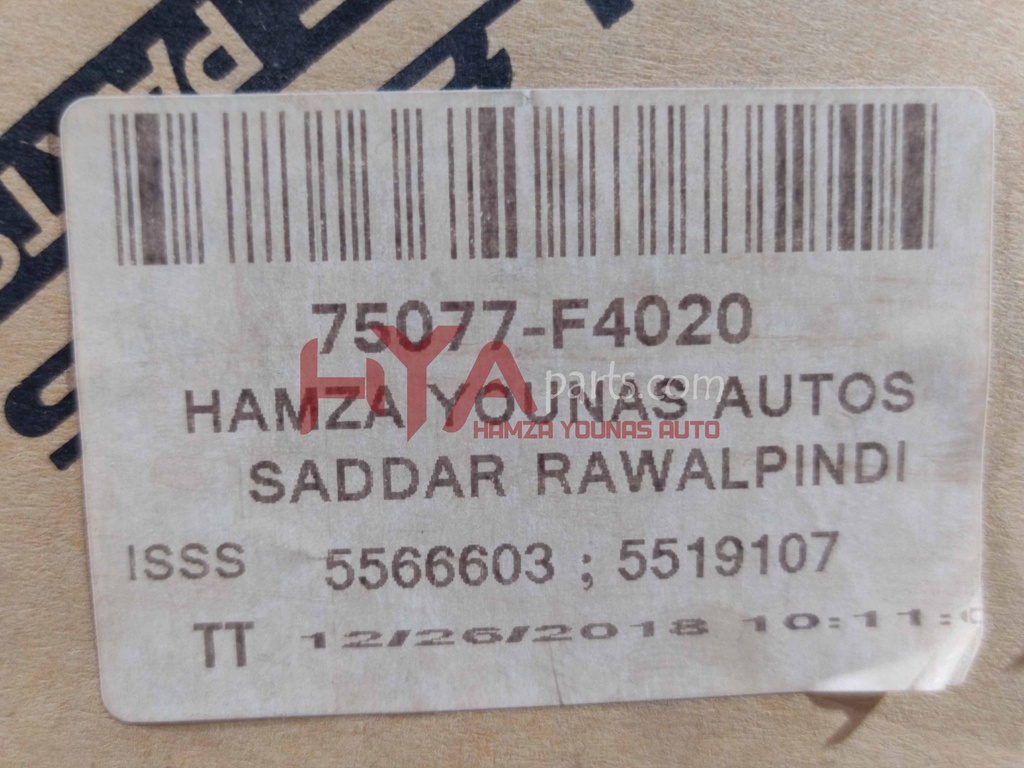 PARTS
75077-F4020
HYA parts.com
HAMZA YOUNAS AUTOS
HAMZA YOUNAS AUTO
SADDAR RAWALPINDI
ISSS 5566603 ; 5519107
TT 12/26/2018 10:11: